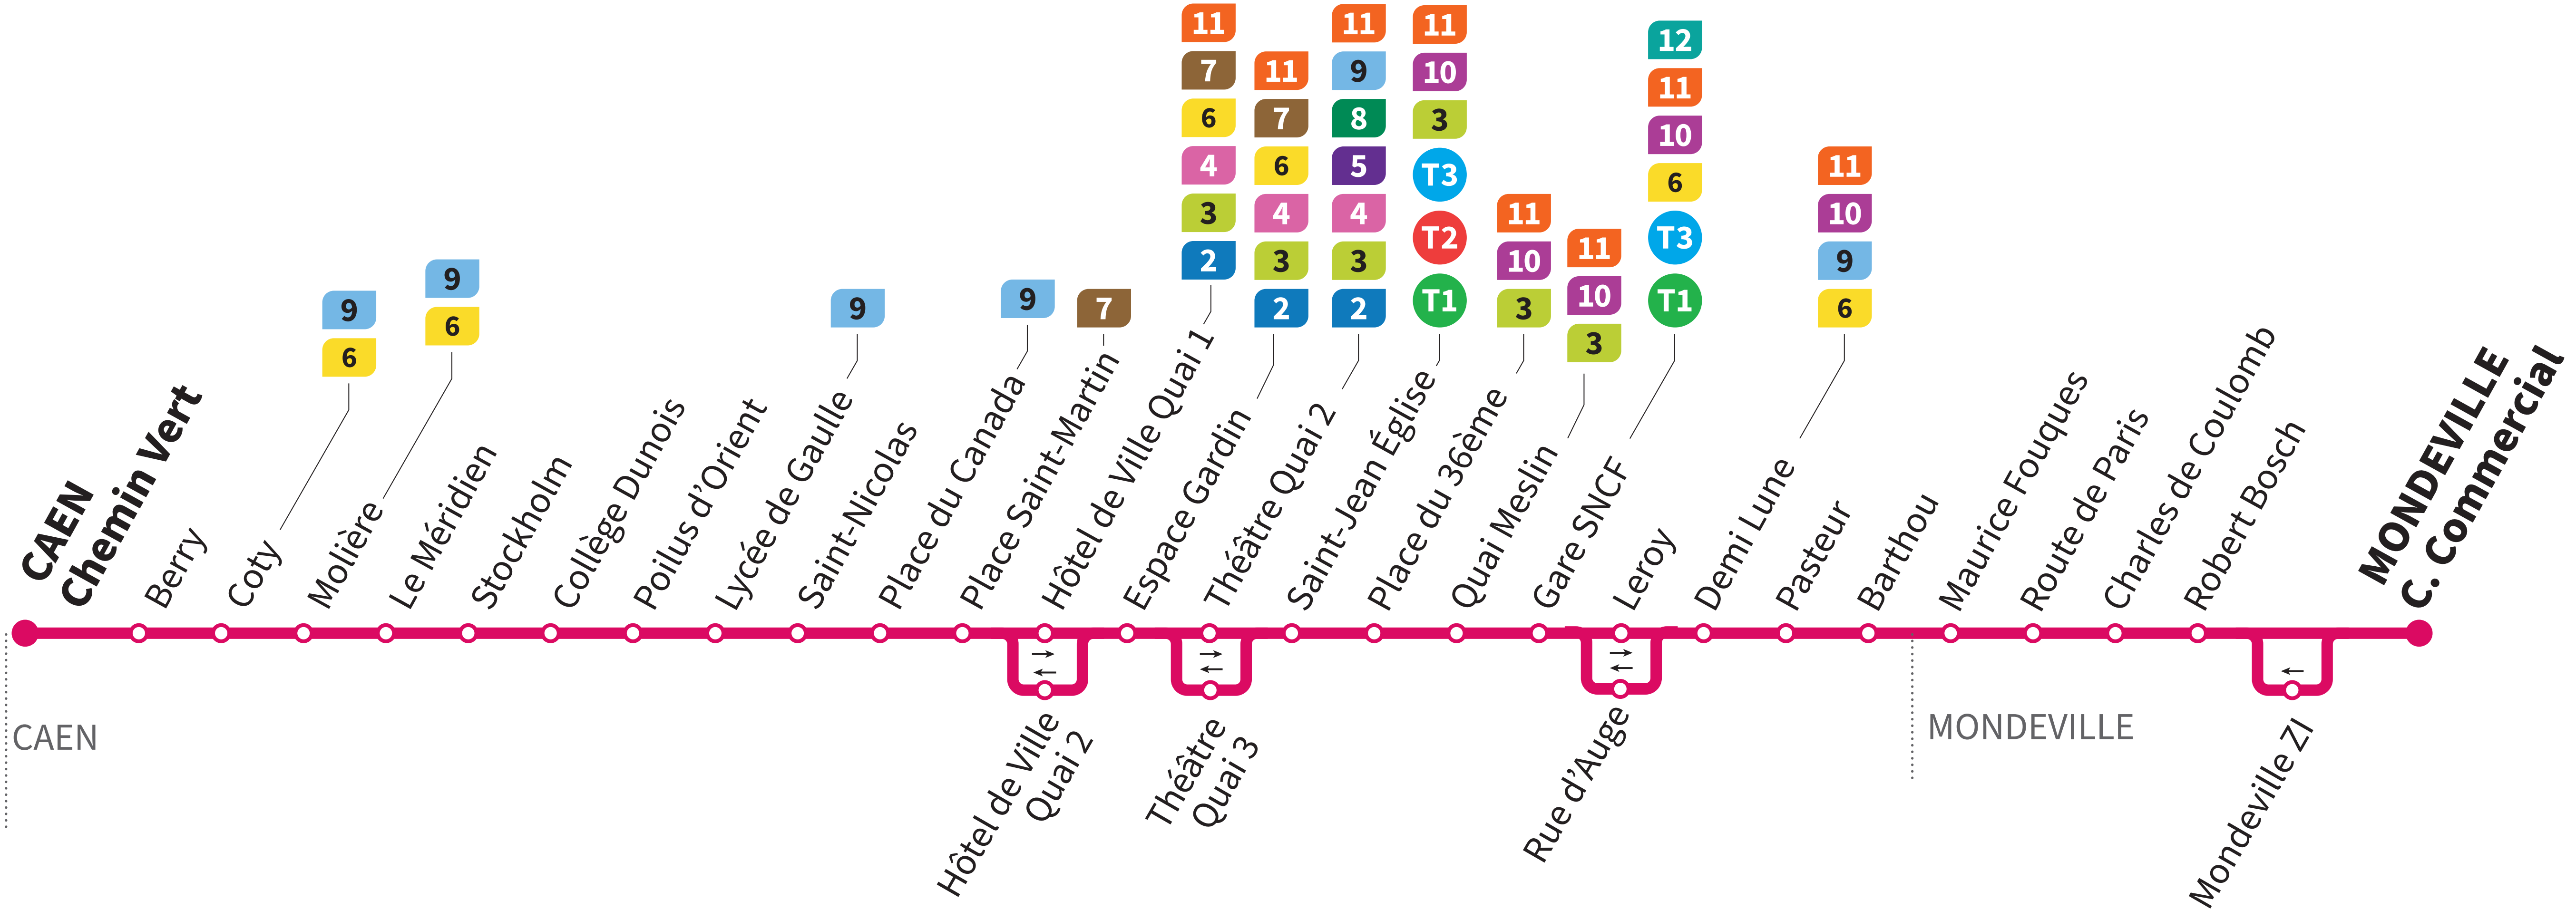 CAEN
Chemin Vert
Berry
9
6
Coty
9
6
Molière
Le Méridien
Stockholm
Collège Dunois
Poilus d’Orient
9
Lycée de Gaulle
Saint-Nicolas
9
Place du Canada
7
Place Saint-Martin
11
7
6
4
3
2
Hôtel de Ville Quai 1
11
7
6
4
3
2
Espace Gardin
11
9
8
5
4
3
2
Théâtre Quai 2
11
10
3
T3
T2
T1
Saint-Jean Église
11
10
3
Place du 36ème
11
10
3
Quai Meslin
12
11
10
6
T3
T1
Gare SNCF
Leroy
11
10
9
6
Demi Lune
Pasteur
Barthou
Maurice Fouques
Route de Paris
Charles de Coulomb
Robert Bosch
MONDEVILLE
C. Commercial
CAEN
Hôtel de Ville
Quai 2
Théâtre
Quai 3
Rue d’Auge
MONDEVILLE
Mondeville ZI